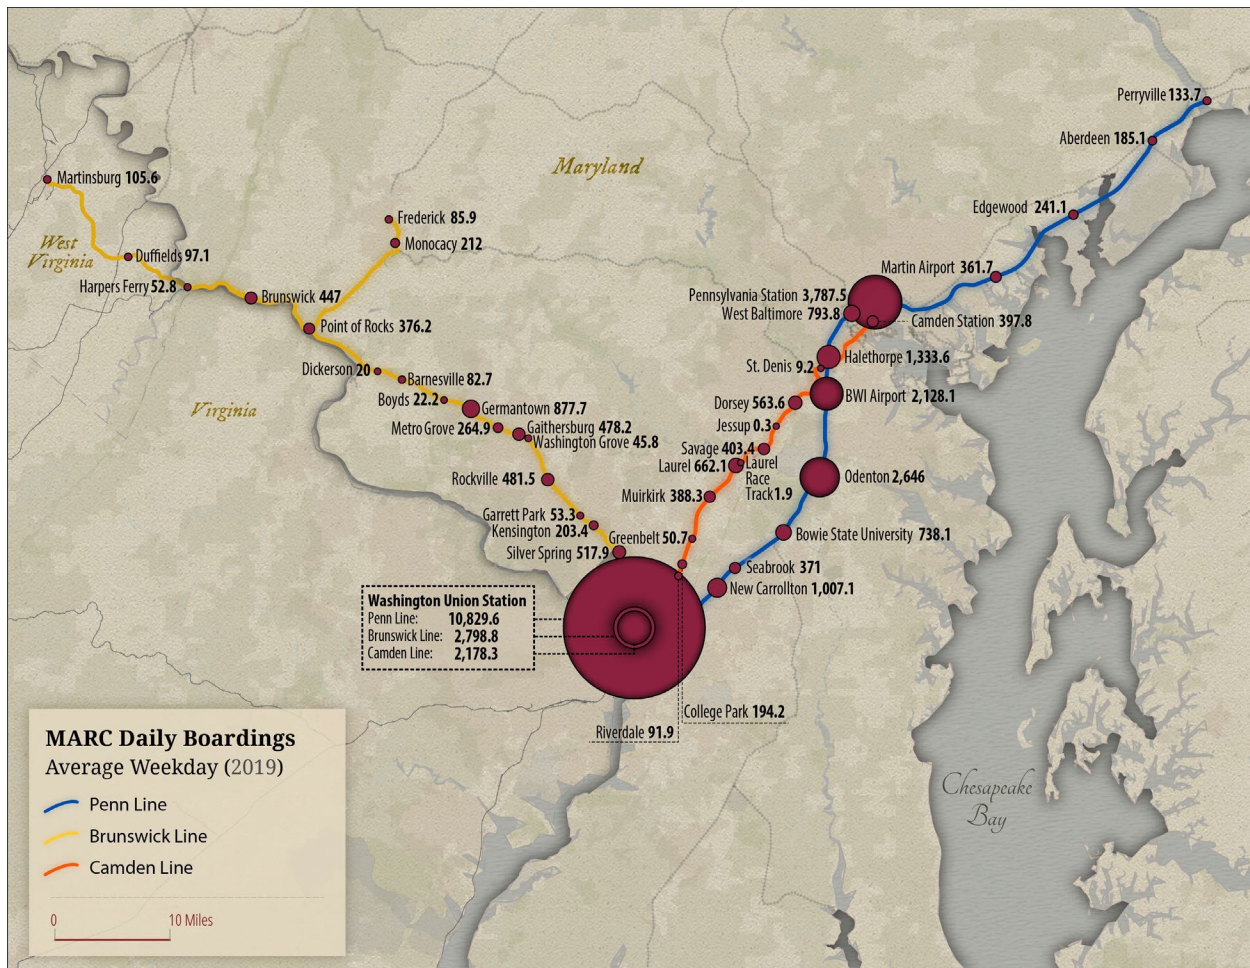 Perryville 133.7
Aberdeen 185.1
Maryland
Martinsburg 105.6
Edgewood 241.1
Frederick 85.9
West
Virginia
Monocacy 212
Duffields 97.1
Martin Airport 361.7
Harpers Ferry 52.8
Brunswick 447
Pennsylvania Station 3,787.5
West Baltimore 793.8
Camden Station 397.8
Point of Rocks 376.2
Halethorpe 1,333.6
St. Denis 9.2
Dickerson 20
Barnesville 82.7
BWI Airport 2,128.1
Boyds 22.2
Dorsey 563.6
Virginia
Germantown 877.7
Metro Grove 264.9
Gaithersburg 478.2
Jessup 0.3
Washington Grove 45.8
Savage 403.4
Laurel 662.1
Laurel
Race
Track 1.9
Rockville 481.5
Odenton 2,646
Muirkirk 388.3
Garrett Park 53.3
Kensington 203.4
Greenbelt 50.7
Bowie State University 738.1
Silver Spring 517.9
Seabrook 371
New Carrollton 1,007.1
Washington Union Station
Penn Line: 10,829.6
Brunswick Line: 2,798.8
Camden Line: 2,178.3
College Park 194.2
Riverdale 91.9
Chesapeake
Bay
MARC Daily Boardings
Average Weekday (2019)
Penn Line
Brunswick Line
Camden Line
0 10 Miles